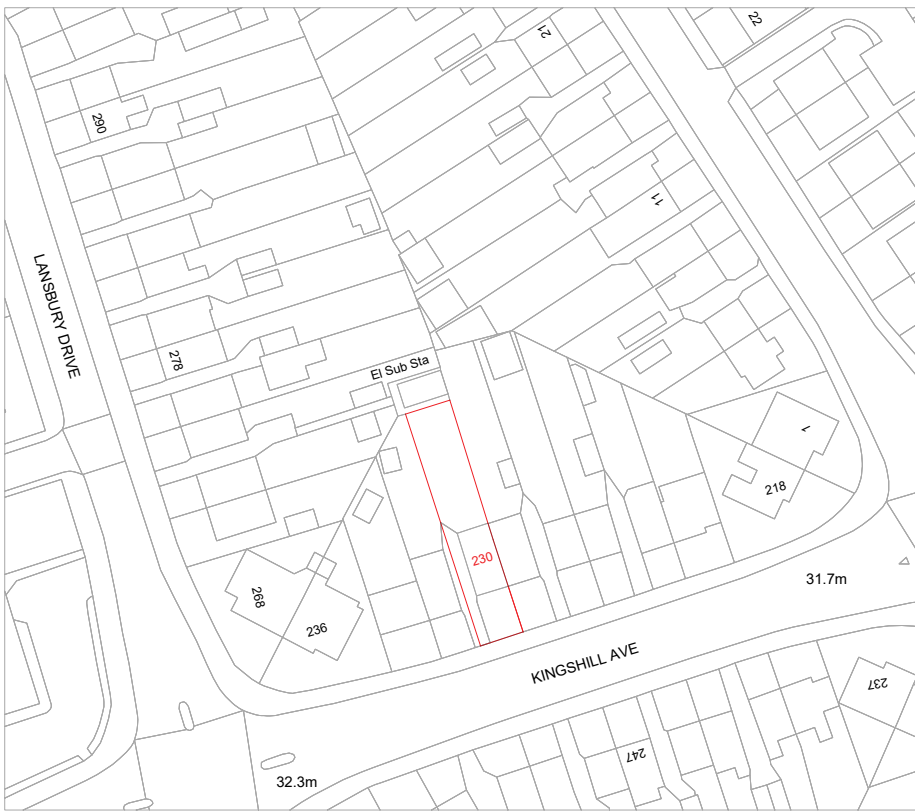 22
21
290
11
LANSBURY DRIVE
278
El Sub Sta
1
218
230
31.7m
268
236
KINGSHILL AVE
237
247
32.3m